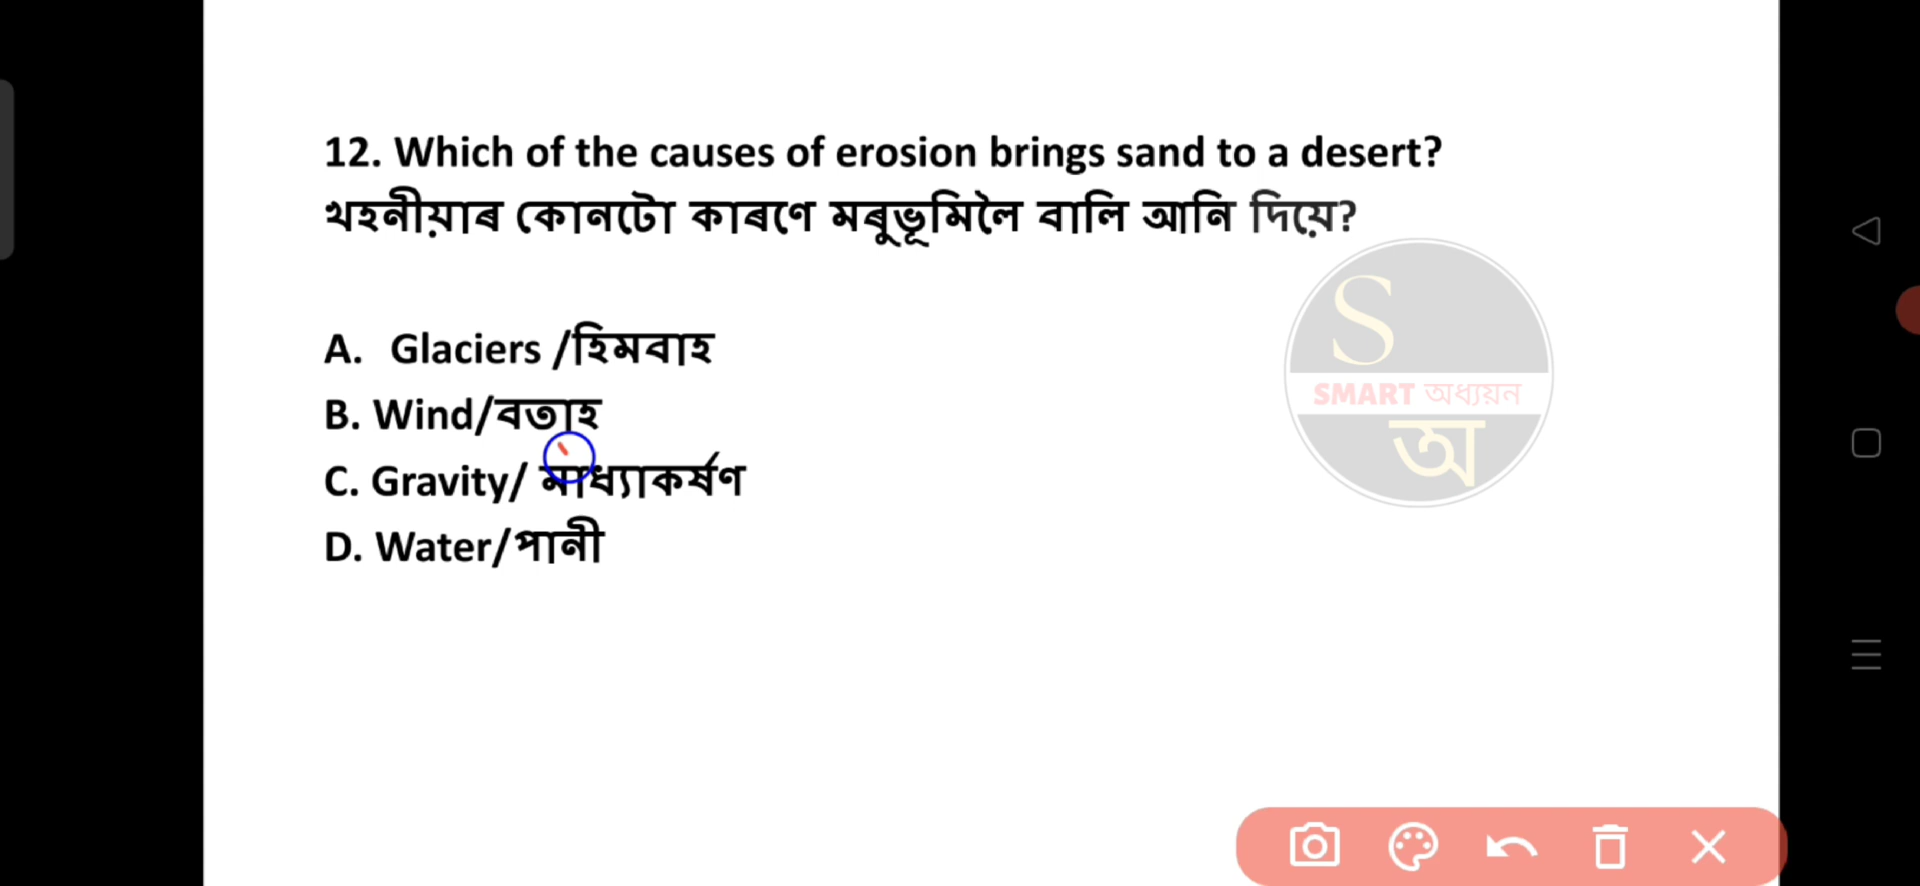 12. Which of the causes of erosion brings sand to a desert?
খহনীয়াৰ কোনটো কাৰণে মৰুভূমিলৈ বালি আনি দিয়ে?
A. Glaciers /হিমবাহ
B. Wind/বতাহ
C. Gravity/ মাধ্যাকৰ্ষণ
D. Water/পানী
S
SMART অধ্যয়ন
অ